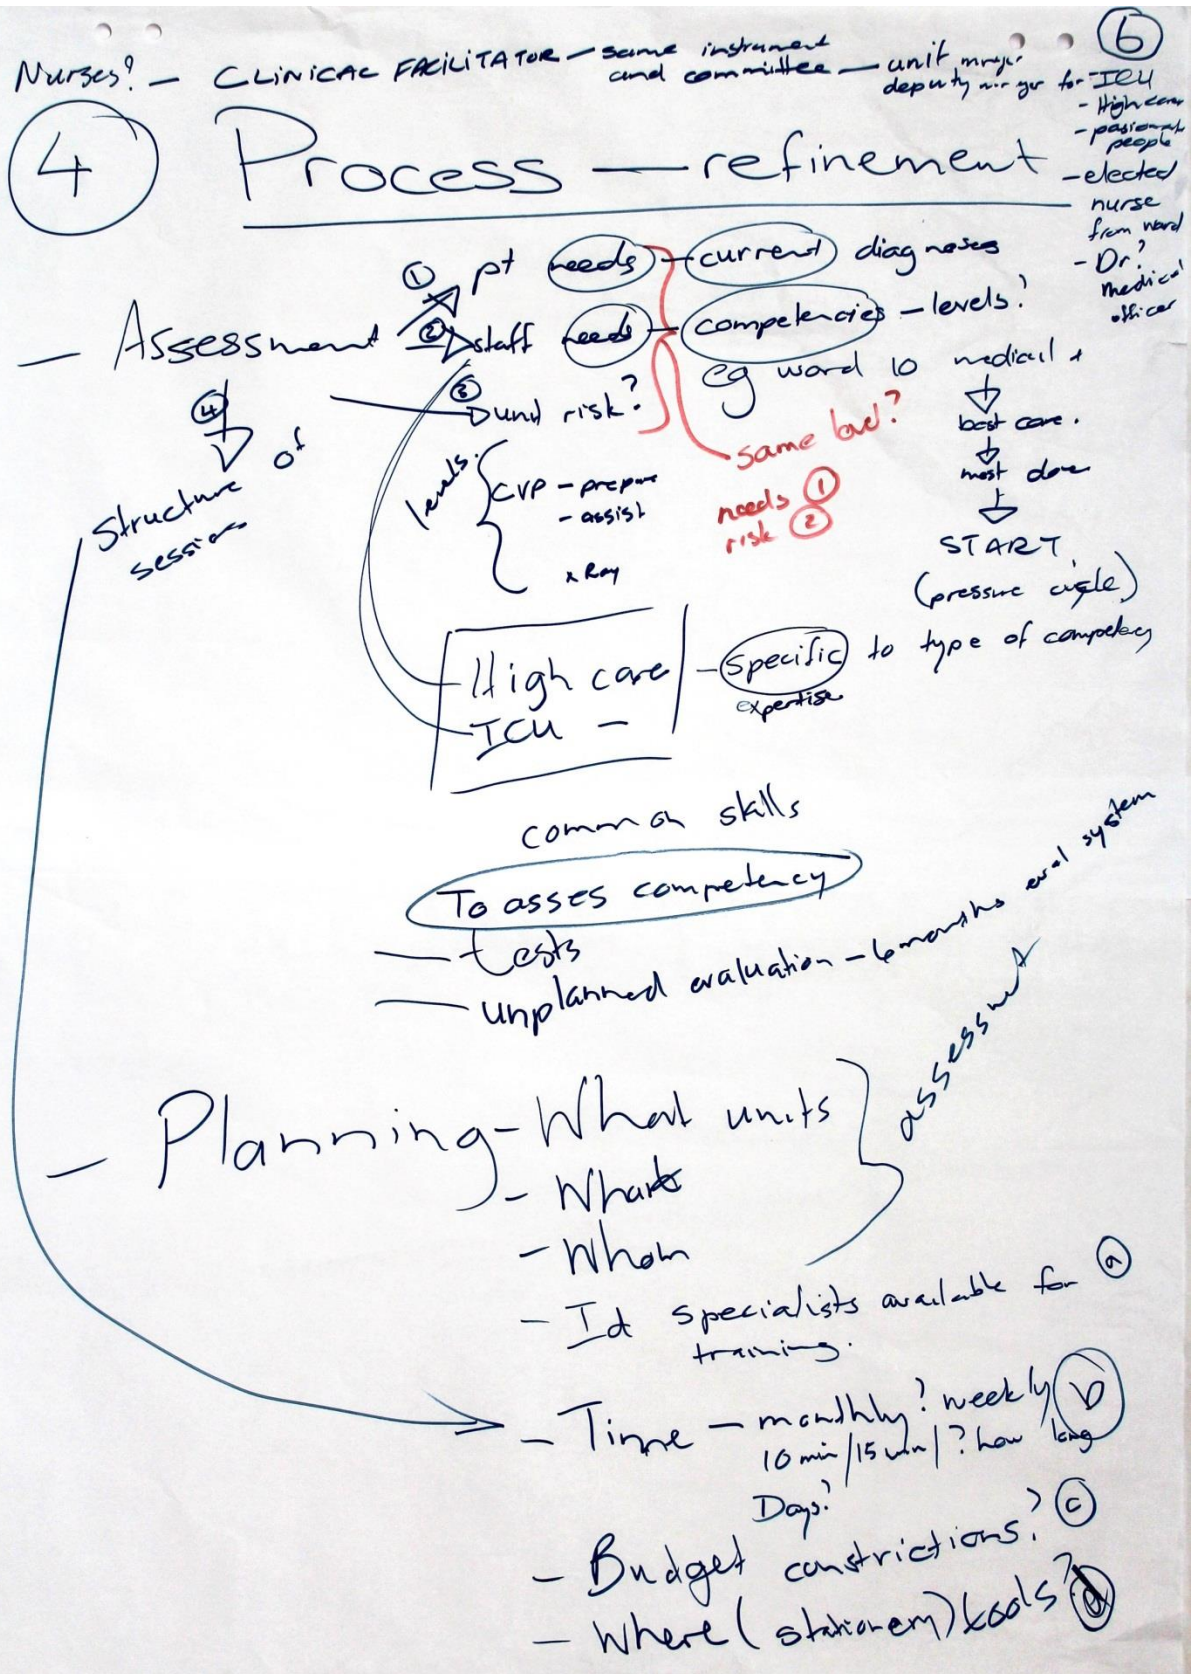 6
Nurses? - CLINICAL FACILITATOR - same instrument
and committee - unit
deputy for ICU
- High care
- people
- elected
nurse
from ward
- Dr?
medical
officer
4 Process - refinement
① pt needs - current diagnoses
- Assessment ② staff needs - competencies - levels?
eg ward 10 medical +
③ unit risk?
same level?
best care.
most done
START
(pressure cycle)
needs ①
risk ②
④
Structure of
session
levels.
CVP - prepare
- assist
x Ray
High care - specific to type of competency
expertise
ICU -
common skills
To asses competency
- tests
- unplanned evaluation - 6 months eval system
- Planning - What units
- What
- Whom
assessment
- Id specialists available for ⓐ
training.
- Time - monthly? weekly ⓑ
10 min/15 min/? how long
Days?
- Budget constrictions? ⓒ
- Where (stationery) tools? ⓓ